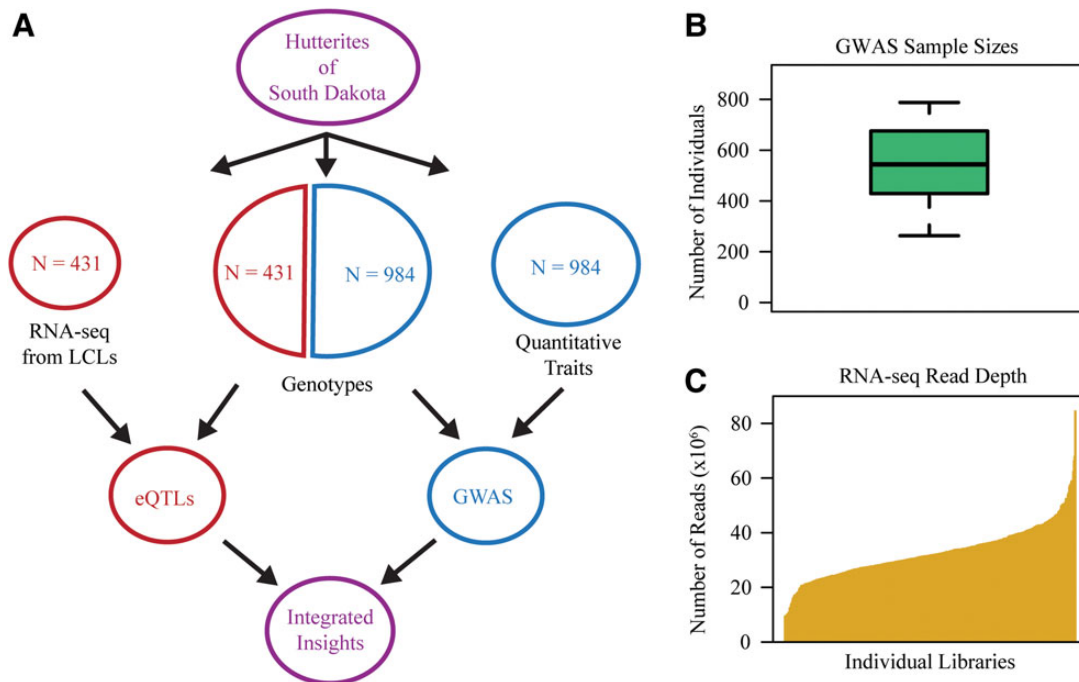 A
Hutterites
of
South Dakota
N = 431
N = 431
N = 984
N = 984
RNA-seq
from LCLs
Genotypes
Quantitative
Traits
eQTLs
GWAS
Integrated
Insights
B
GWAS Sample Sizes
Number of Individuals
800
600
400
200
0
C
RNA-seq Read Depth
Number of Reads (x10⁶)
80
60
40
20
0
Individual Libraries